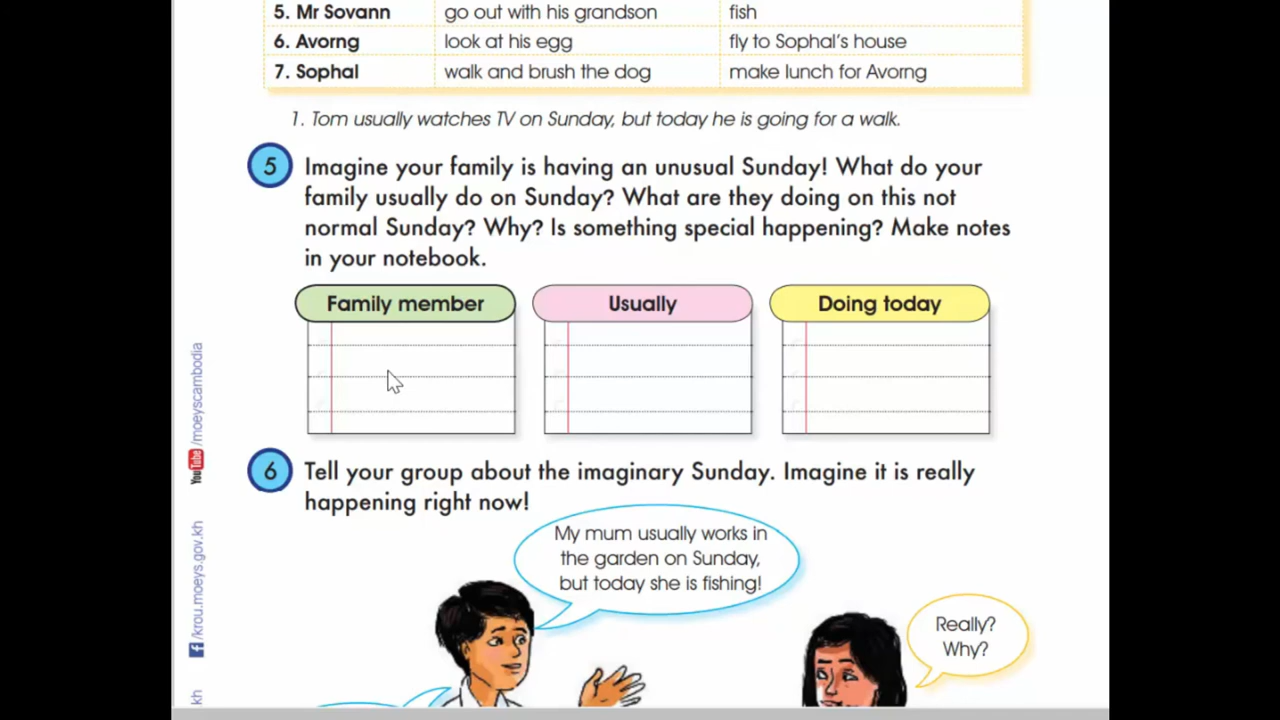 5. Mr Sovann go out with his grandson fish
6. Avorng look at his egg fly to Sophal's house
7. Sophal walk and brush the dog make lunch for Avorng
1. Tom usually watches TV on Sunday, but today he is going for a walk.
5 Imagine your family is having an unusual Sunday! What do your
family usually do on Sunday? What are they doing on this not
normal Sunday? Why? Is something special happening? Make notes
in your notebook.
Family member Usually Doing today
6 Tell your group about the imaginary Sunday. Imagine it is really
happening right now!
My mum usually works in
the garden on Sunday,
but today she is fishing!
Really?
Why?
YouTube /moeyscambodia
f /krou.moeys.gov.kh
kh